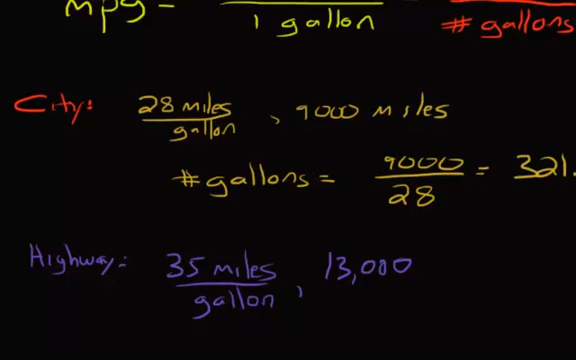 mpg =
1 gallon
# gallons
City: 28 miles / gallon , 9000 miles
# gallons = 9000 / 28 = 321.
Highway: 35 miles / gallon , 13,000